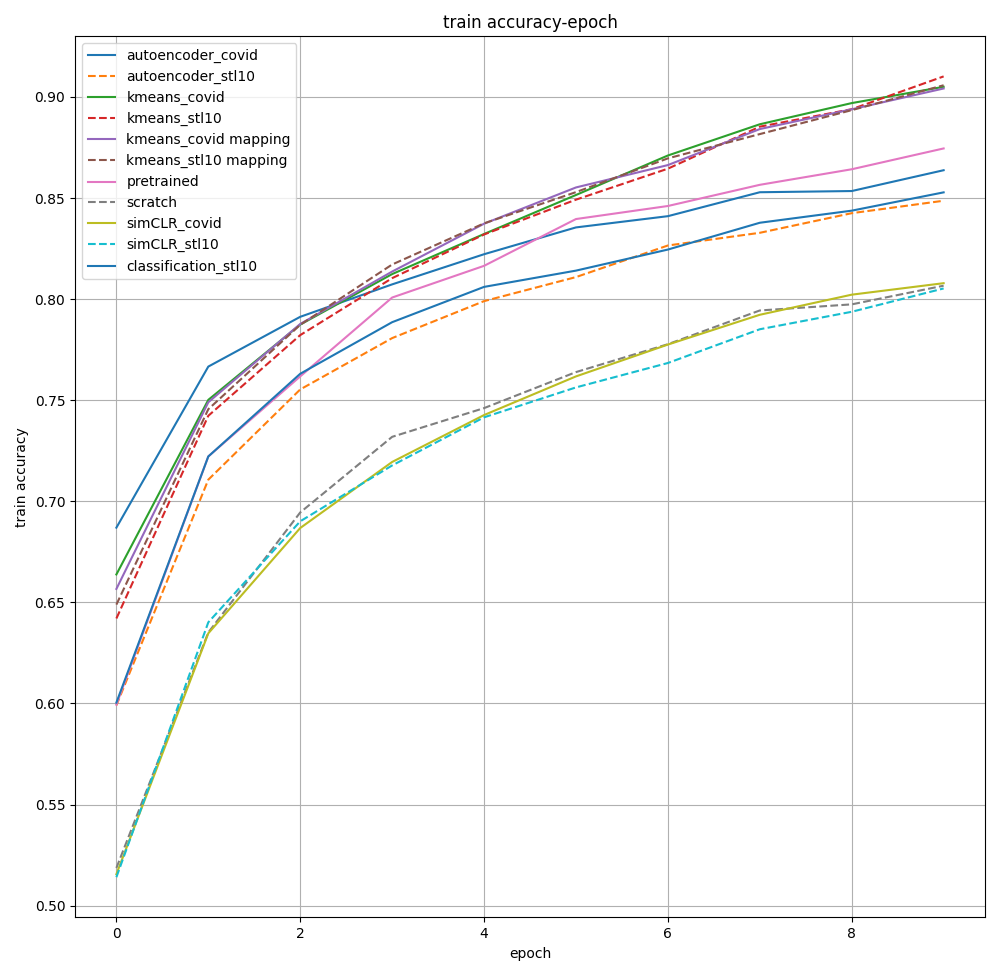 train accuracy-epoch
autoencoder_covid
autoencoder_stl10
kmeans_covid
kmeans_stl10
kmeans_covid mapping
kmeans_stl10 mapping
pretrained
scratch
simCLR_covid
simCLR_stl10
classification_stl10
0.90
0.85
0.80
0.75
0.70
0.65
0.60
0.55
0.50
train accuracy
0 2 4 6 8
epoch